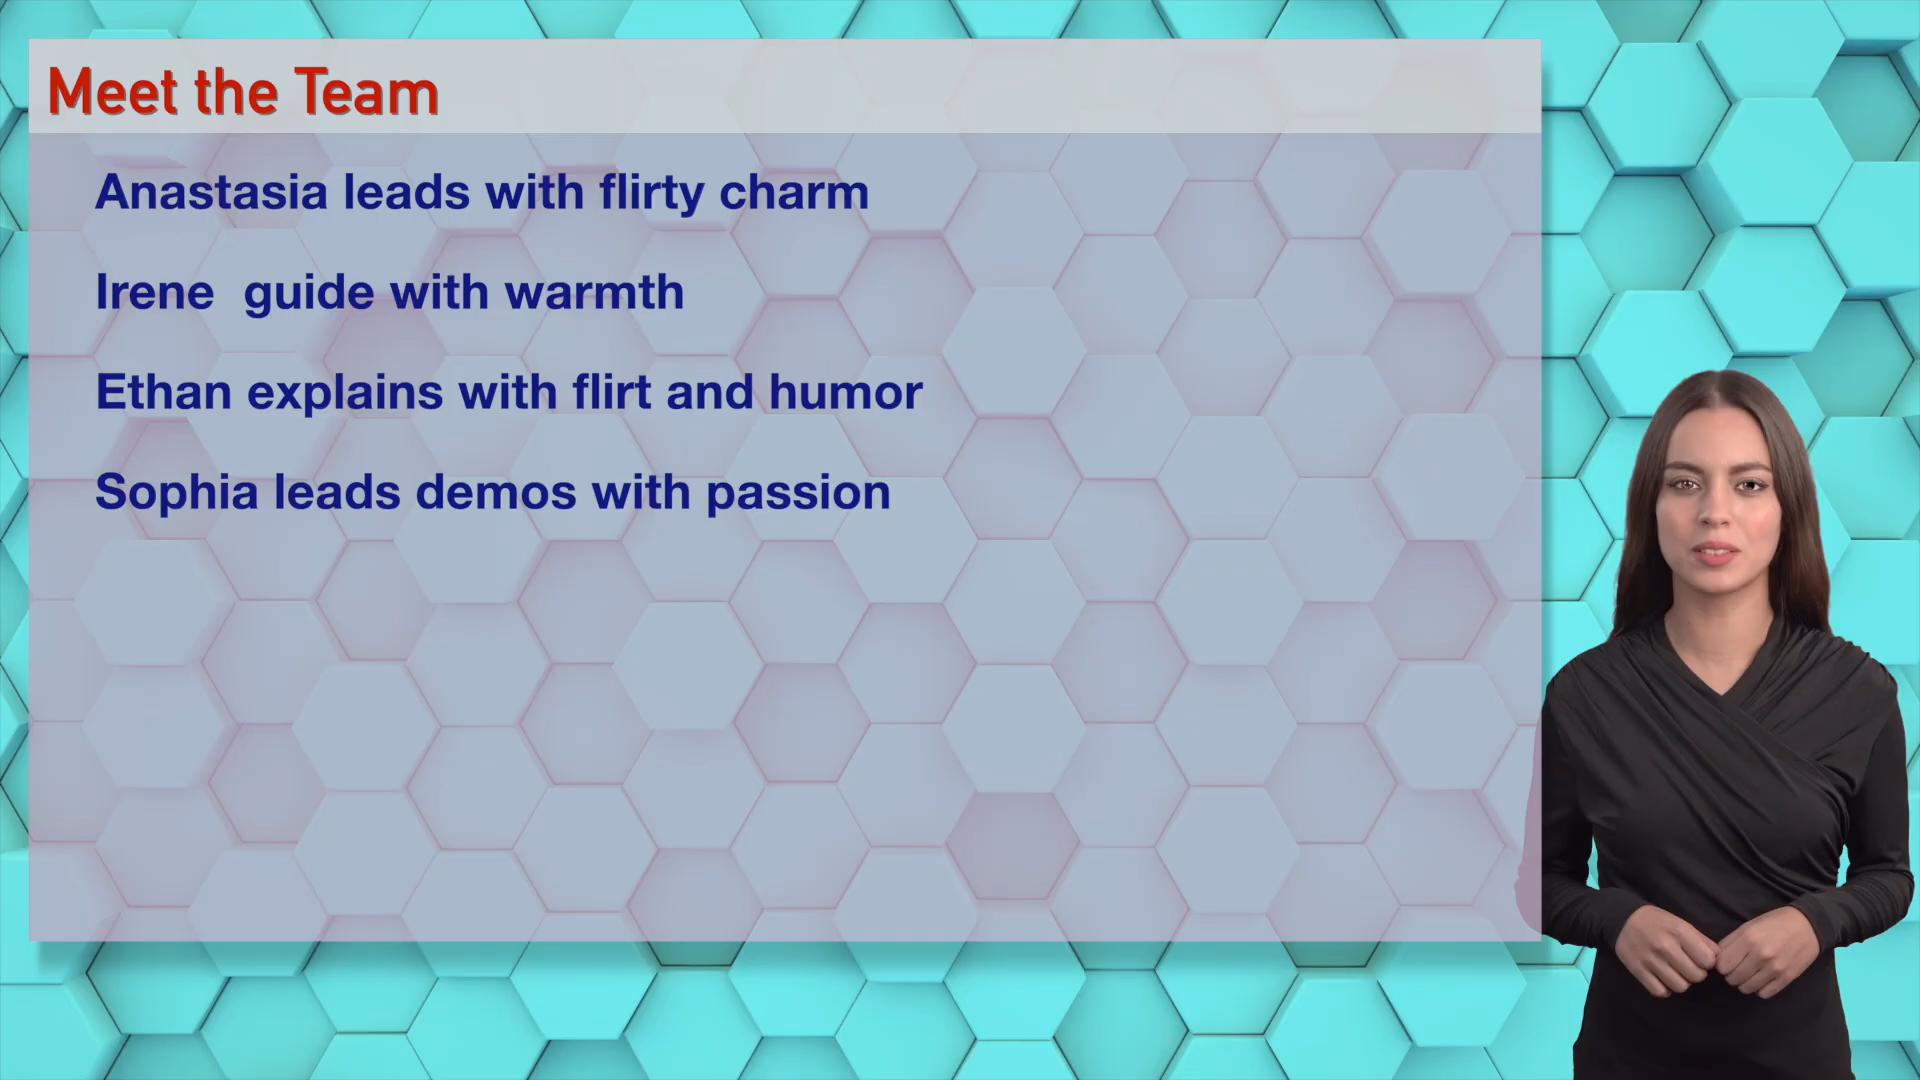 Meet the Team
Anastasia leads with flirty charm
Irene  guide with warmth
Ethan explains with flirt and humor
Sophia leads demos with passion